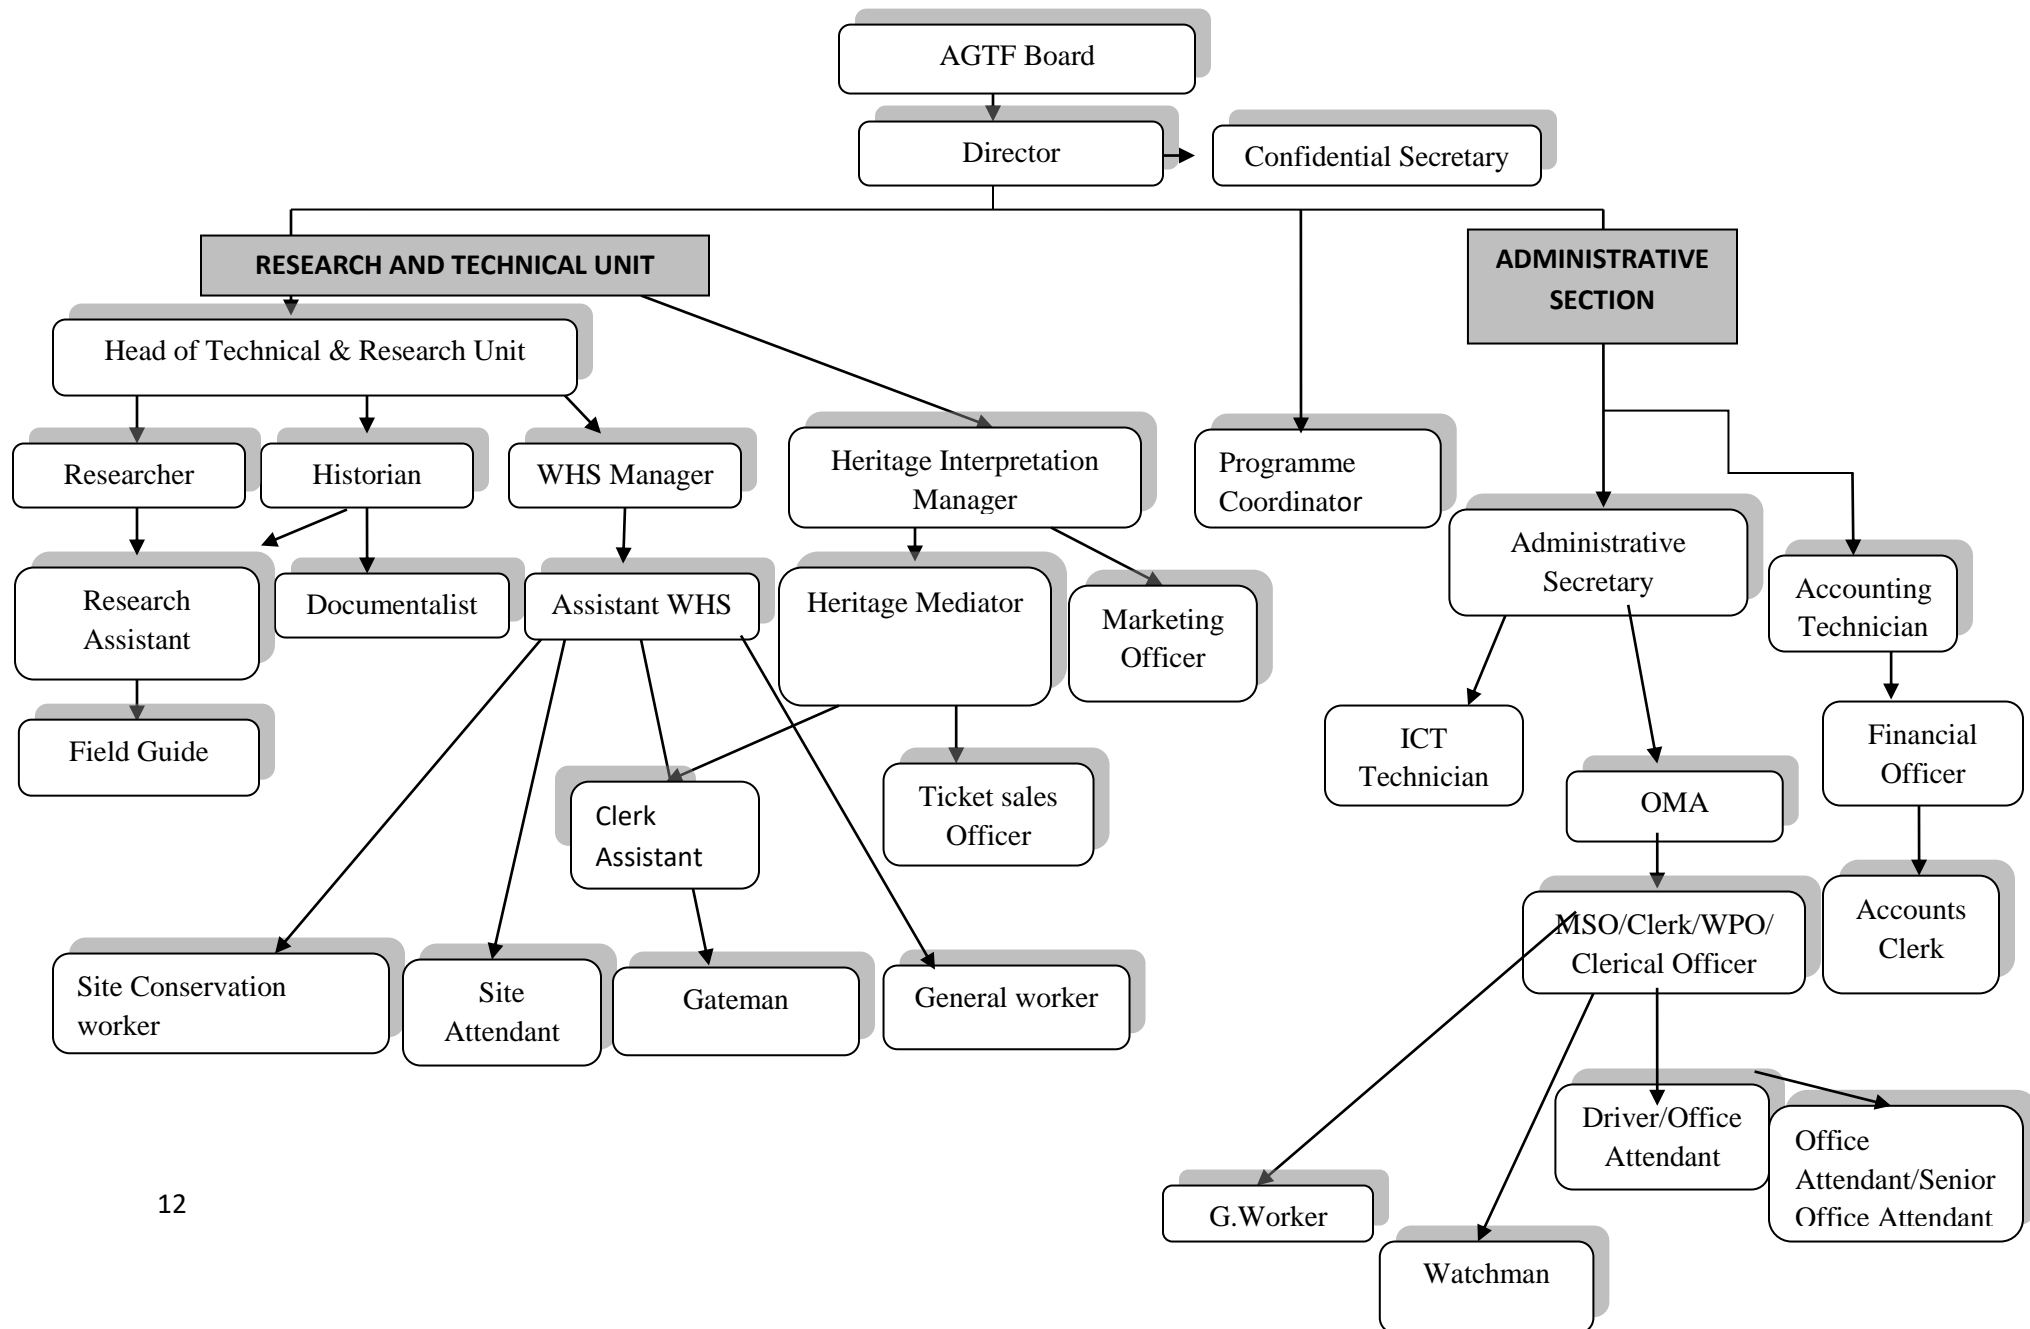 AGTF Board
Director
Confidential Secretary
RESEARCH AND TECHNICAL UNIT
ADMINISTRATIVE
SECTION
Head of Technical & Research Unit
Researcher
Historian
WHS Manager
Heritage Interpretation
Manager
Programme
Coordinator
Administrative
Secretary
Accounting
Technician
Research
Assistant
Documentalist
Assistant WHS
Heritage Mediator
Marketing
Officer
Field Guide
ICT
Technician
Financial
Officer
Clerk
Assistant
Ticket sales
Officer
OMA
MSO/Clerk/WPO/
Clerical Officer
Accounts
Clerk
Site Conservation
worker
Site
Attendant
Gateman
General worker
Driver/Office
Attendant
Office
Attendant/Senior
Office Attendant
G.Worker
Watchman
12